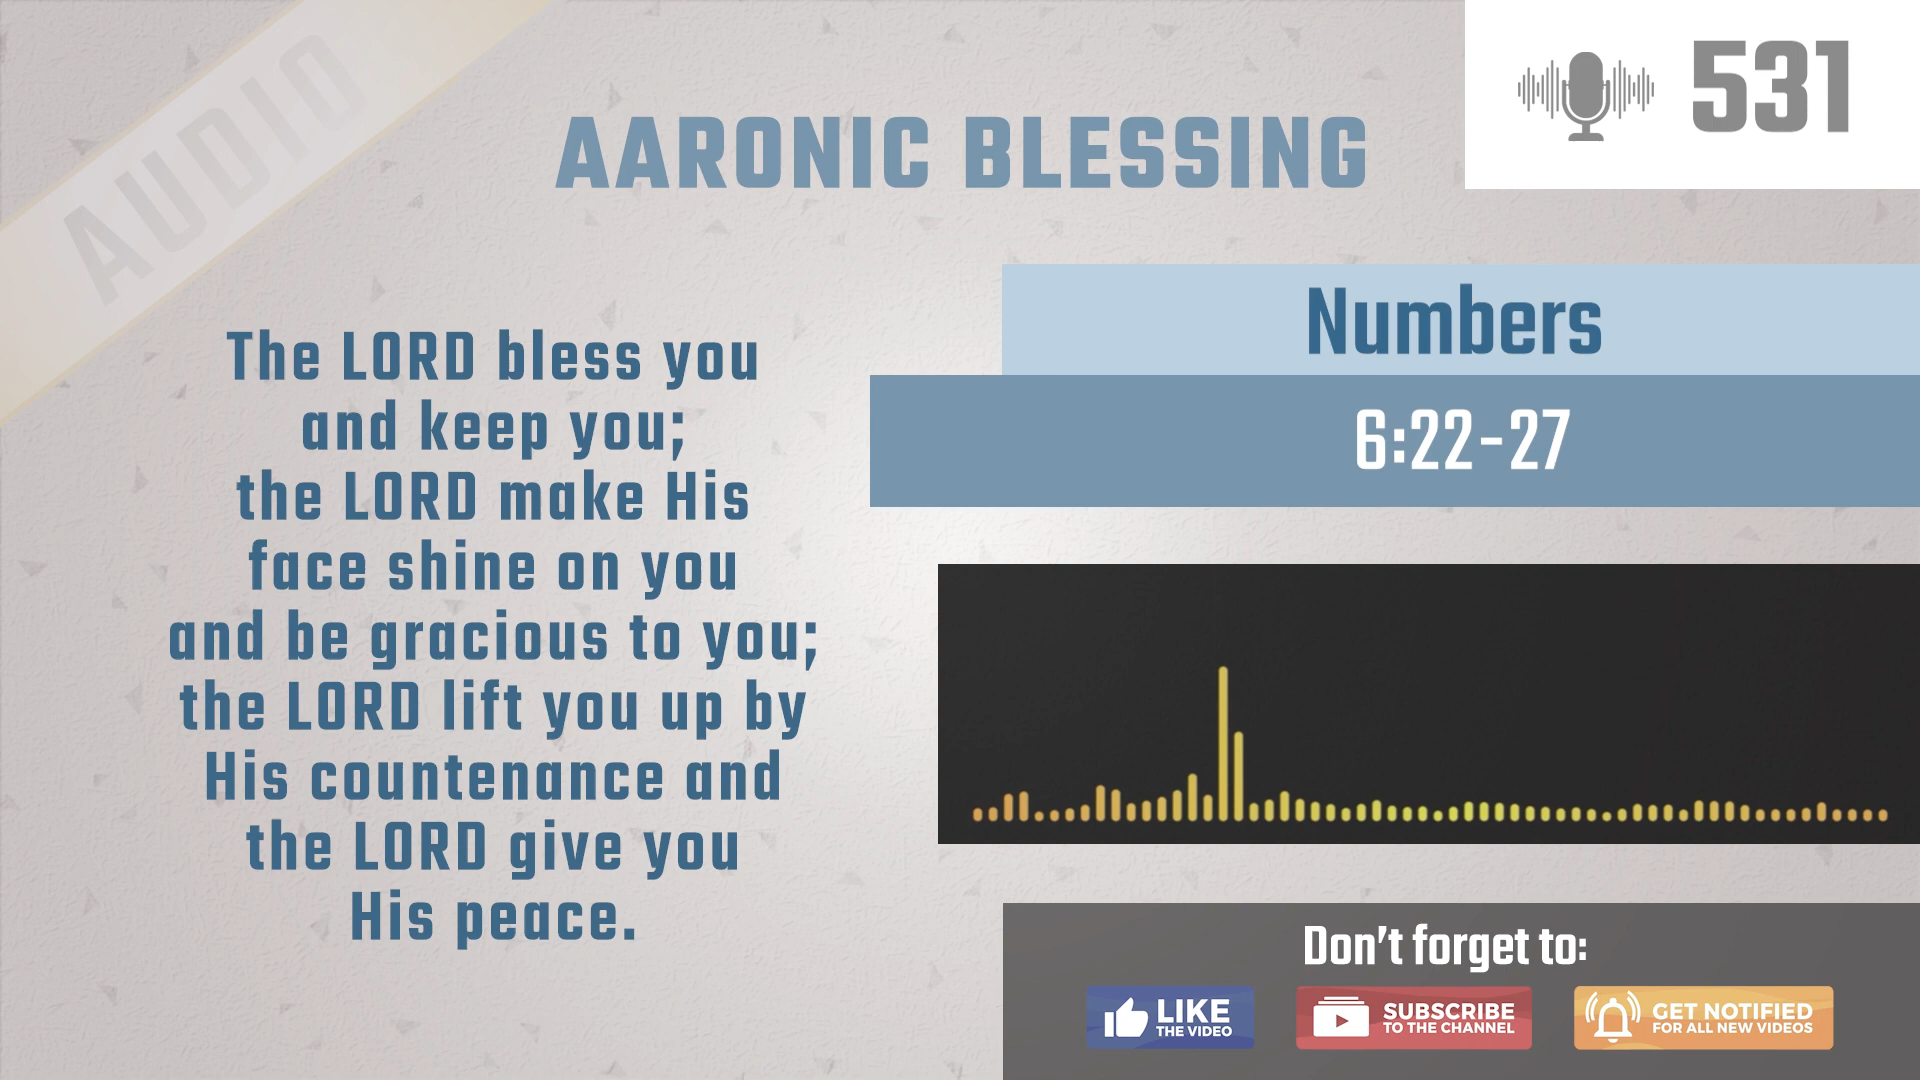 AUDIO
AARONIC BLESSING
531
Numbers
6:22-27
The LORD bless you
and keep you;
the LORD make His
face shine on you
and be gracious to you;
the LORD lift you up by
His countenance and
the LORD give you
His peace.
Don't forget to:
LIKE
THE VIDEO
SUBSCRIBE
TO THE CHANNEL
GET NOTIFIED
FOR ALL NEW VIDEOS